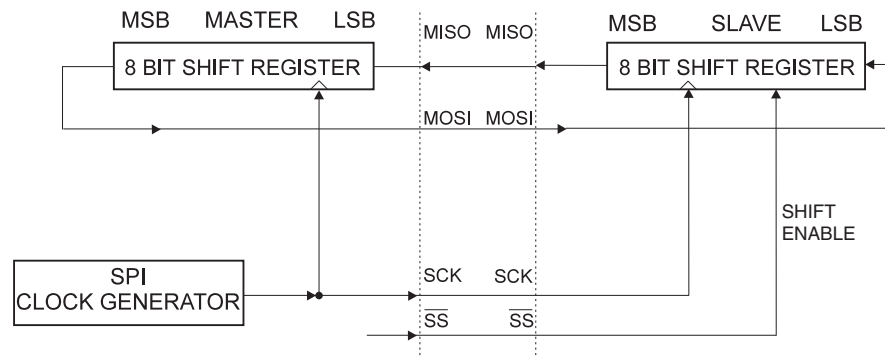 MSB MASTER LSB
8 BIT SHIFT REGISTER
MISO MISO
MSB SLAVE LSB
8 BIT SHIFT REGISTER
MOSI MOSI
SHIFT
ENABLE
SPI
CLOCK GENERATOR
SCK SCK
SS SS